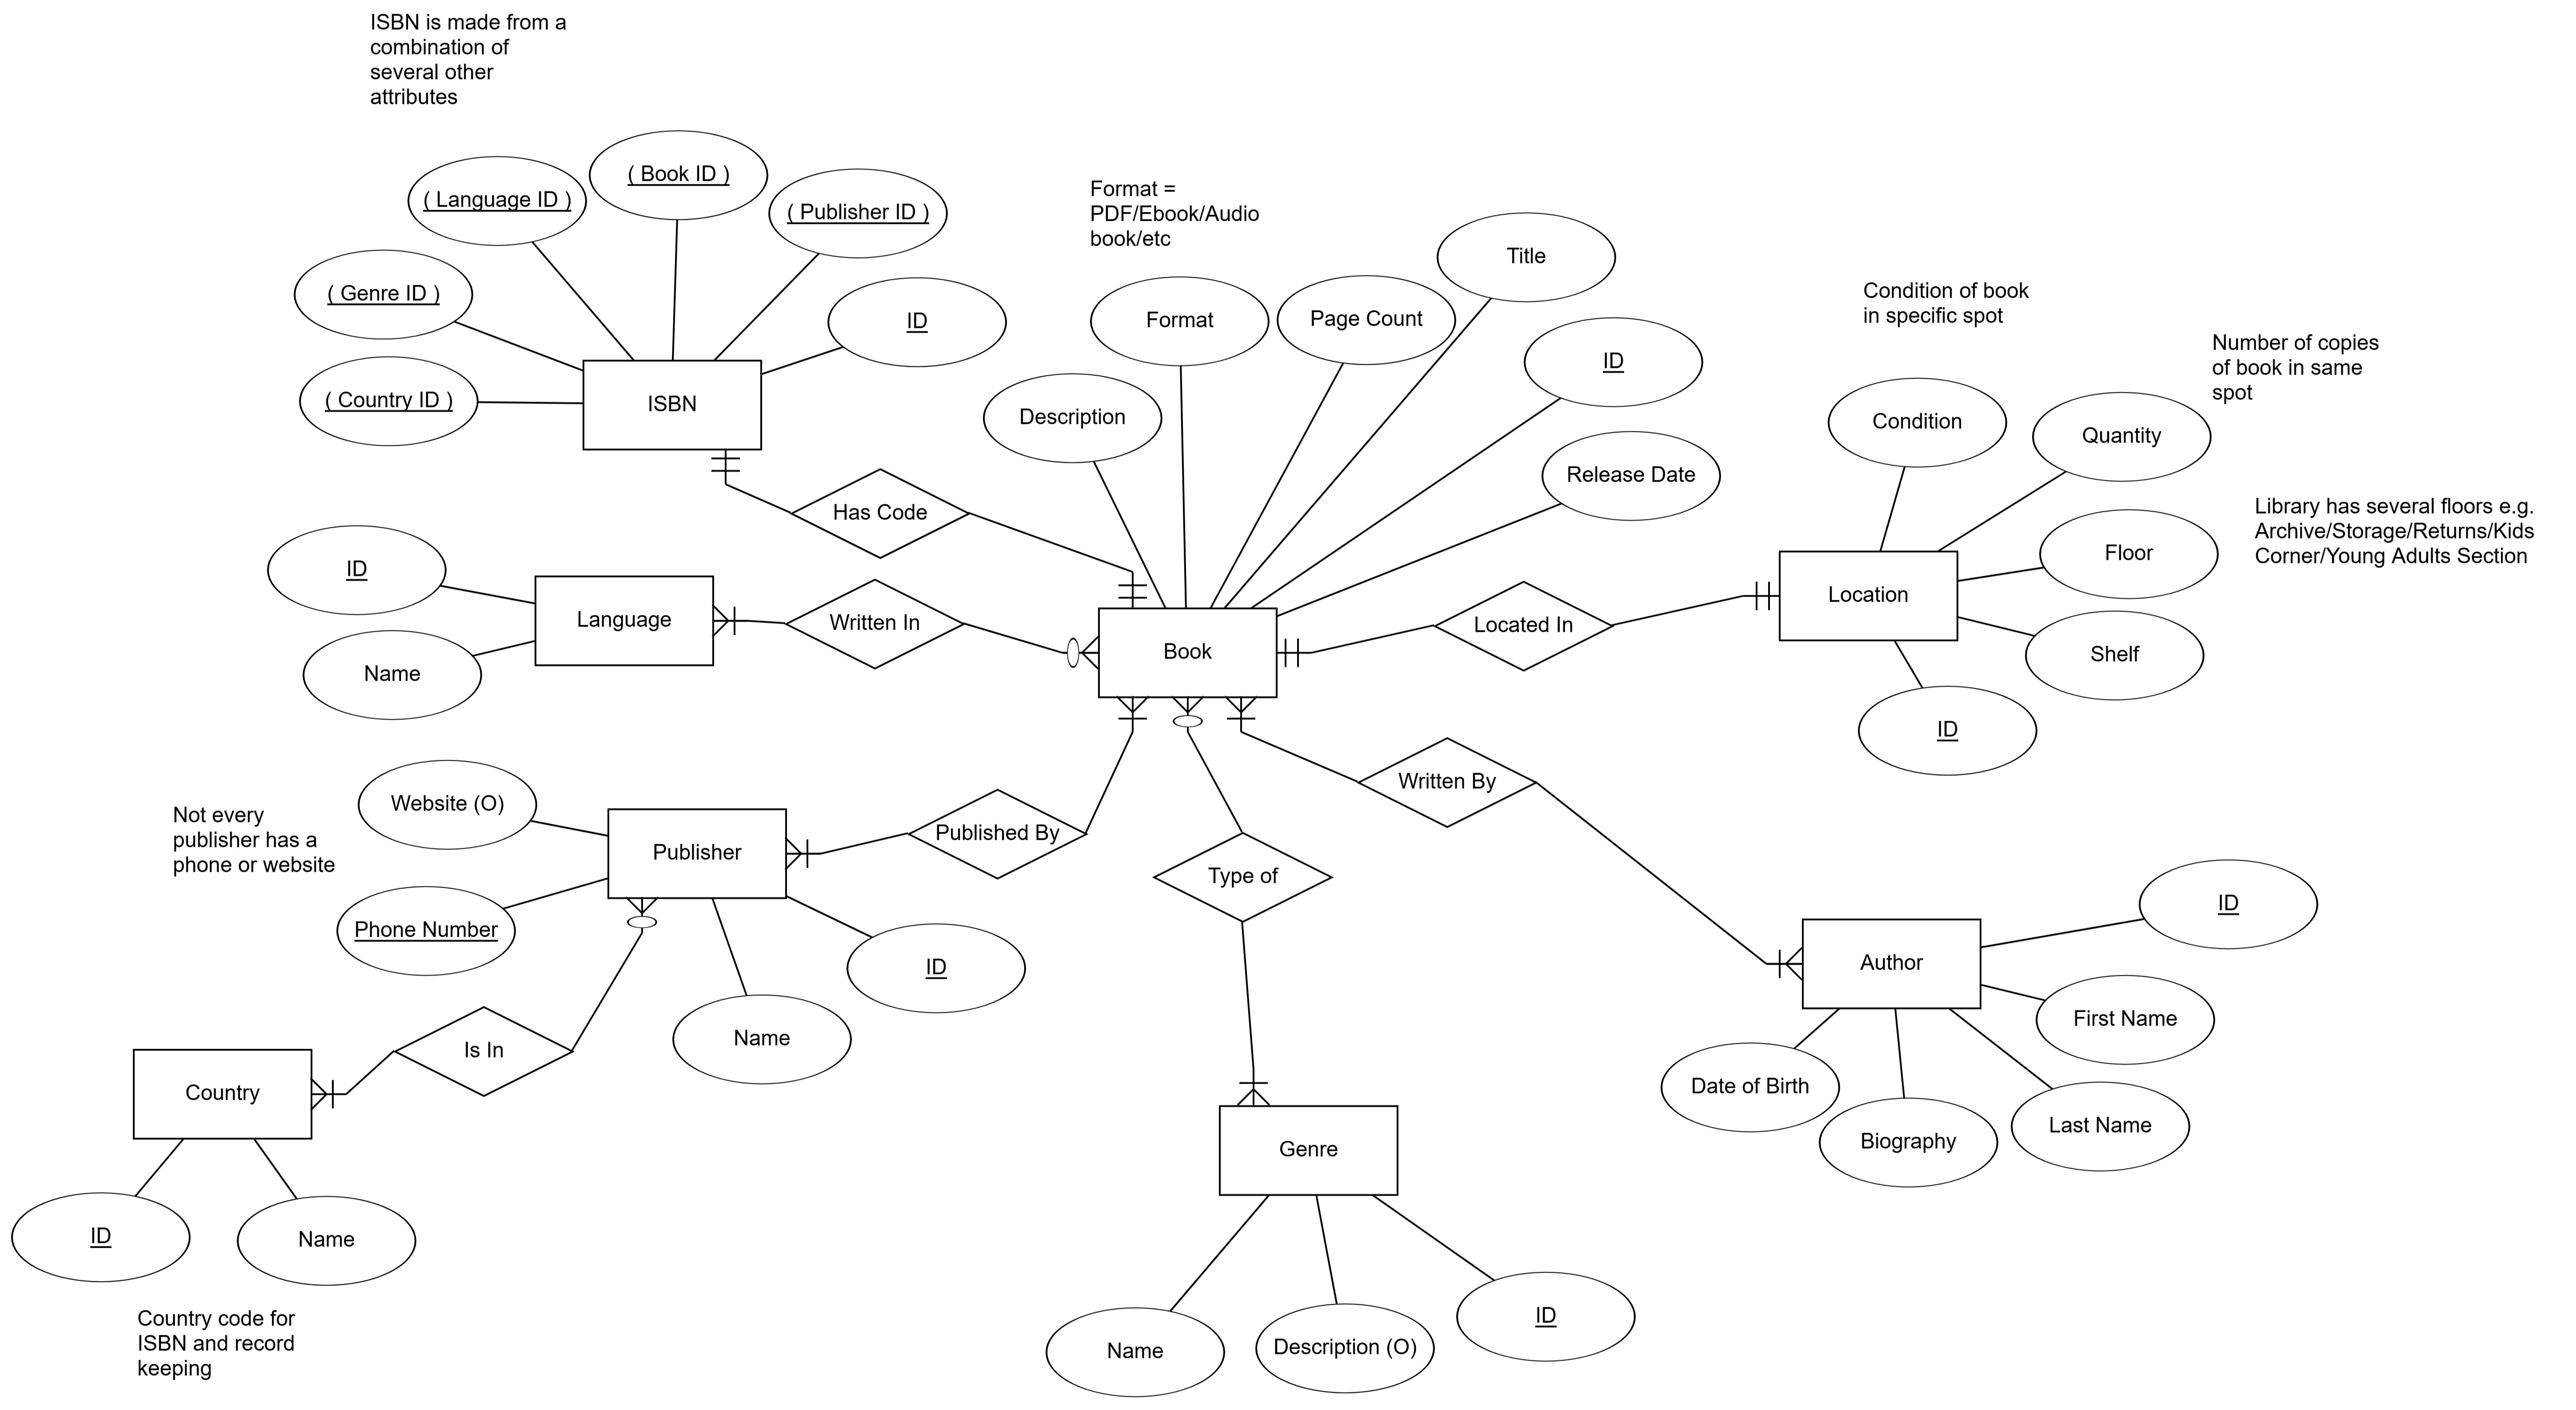 ISBN is made from a
combination of
several other
attributes
( Book ID )
( Language ID )
( Publisher ID )
( Genre ID )
ID
( Country ID )
ISBN
Format =
PDF/Ebook/Audio
book/etc
Title
Format
Page Count
ID
Description
Release Date
Condition of book
in specific spot
Number of copies
of book in same
spot
Condition
Quantity
Library has several floors e.g.
Archive/Storage/Returns/Kids
Corner/Young Adults Section
Floor
Location
Shelf
ID
Has Code
ID
Language
Name
Written In
Book
Located In
Written By
Not every
publisher has a
phone or website
Website (O)
Publisher
Published By
Phone Number
ID
Name
Type of
Is In
Country
ID
Name
Country code for
ISBN and record
keeping
ID
Author
First Name
Date of Birth
Biography
Last Name
Genre
Name
Description (O)
ID